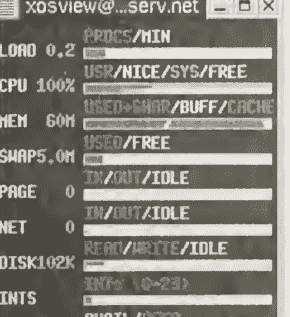 xosview@...serv.net
PROCS/MIN
LOAD 0.2
USR/NICE/SYS/FREE
CPU 100%
USED+SHAR/BUFF/CACHE
MEM 60M
USED/FREE
SWAP5.0M
IN/OUT/IDLE
PAGE 0
IN/OUT/IDLE
NET 0
READ/WRITE/IDLE
DISK102K
INTs (0-23)
INTS